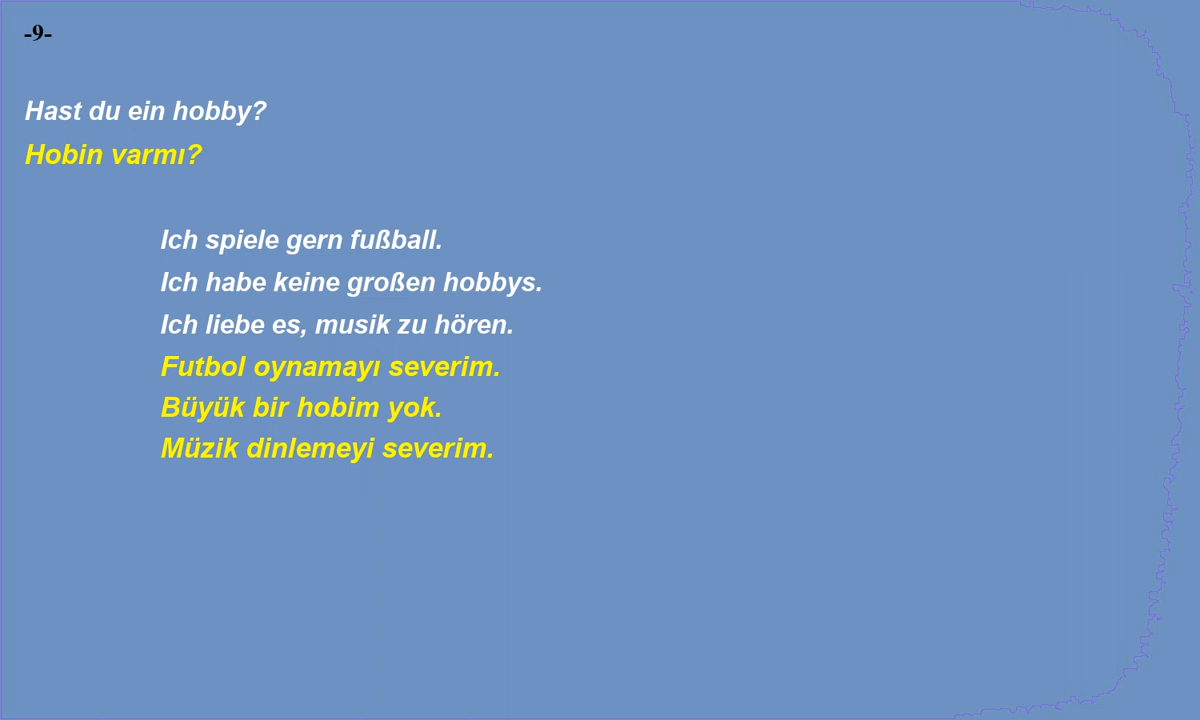 -9-
Hast du ein hobby?
Hobin varmı?
Ich spiele gern fußball.
Ich habe keine großen hobbys.
Ich liebe es, musik zu hören.
Futbol oynamayı severim.
Büyük bir hobim yok.
Müzik dinlemeyi severim.